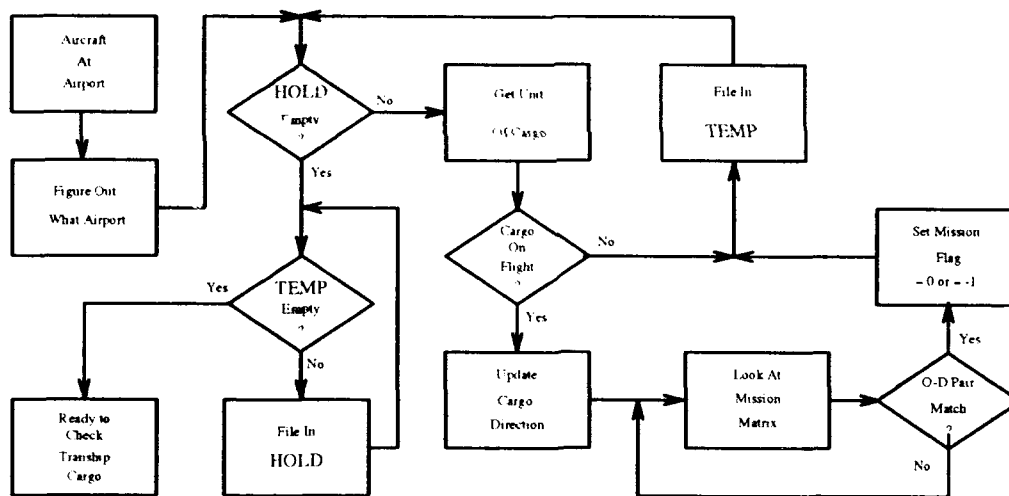 Aircraft
At
Airport
Figure Out
What Airport
HOLD
Empty
?
No
Yes
TEMP
Empty
?
Yes
No
Ready to
Check
Tranship
Cargo
File In
HOLD
Get Unit
Of Cargo
Cargo
On
Flight
?
No
Yes
Update
Cargo
Direction
Look At
Mission
Matrix
O-D Pair
Match
?
Yes
No
Set Mission
Flag
= 0 or = -1
File In
TEMP